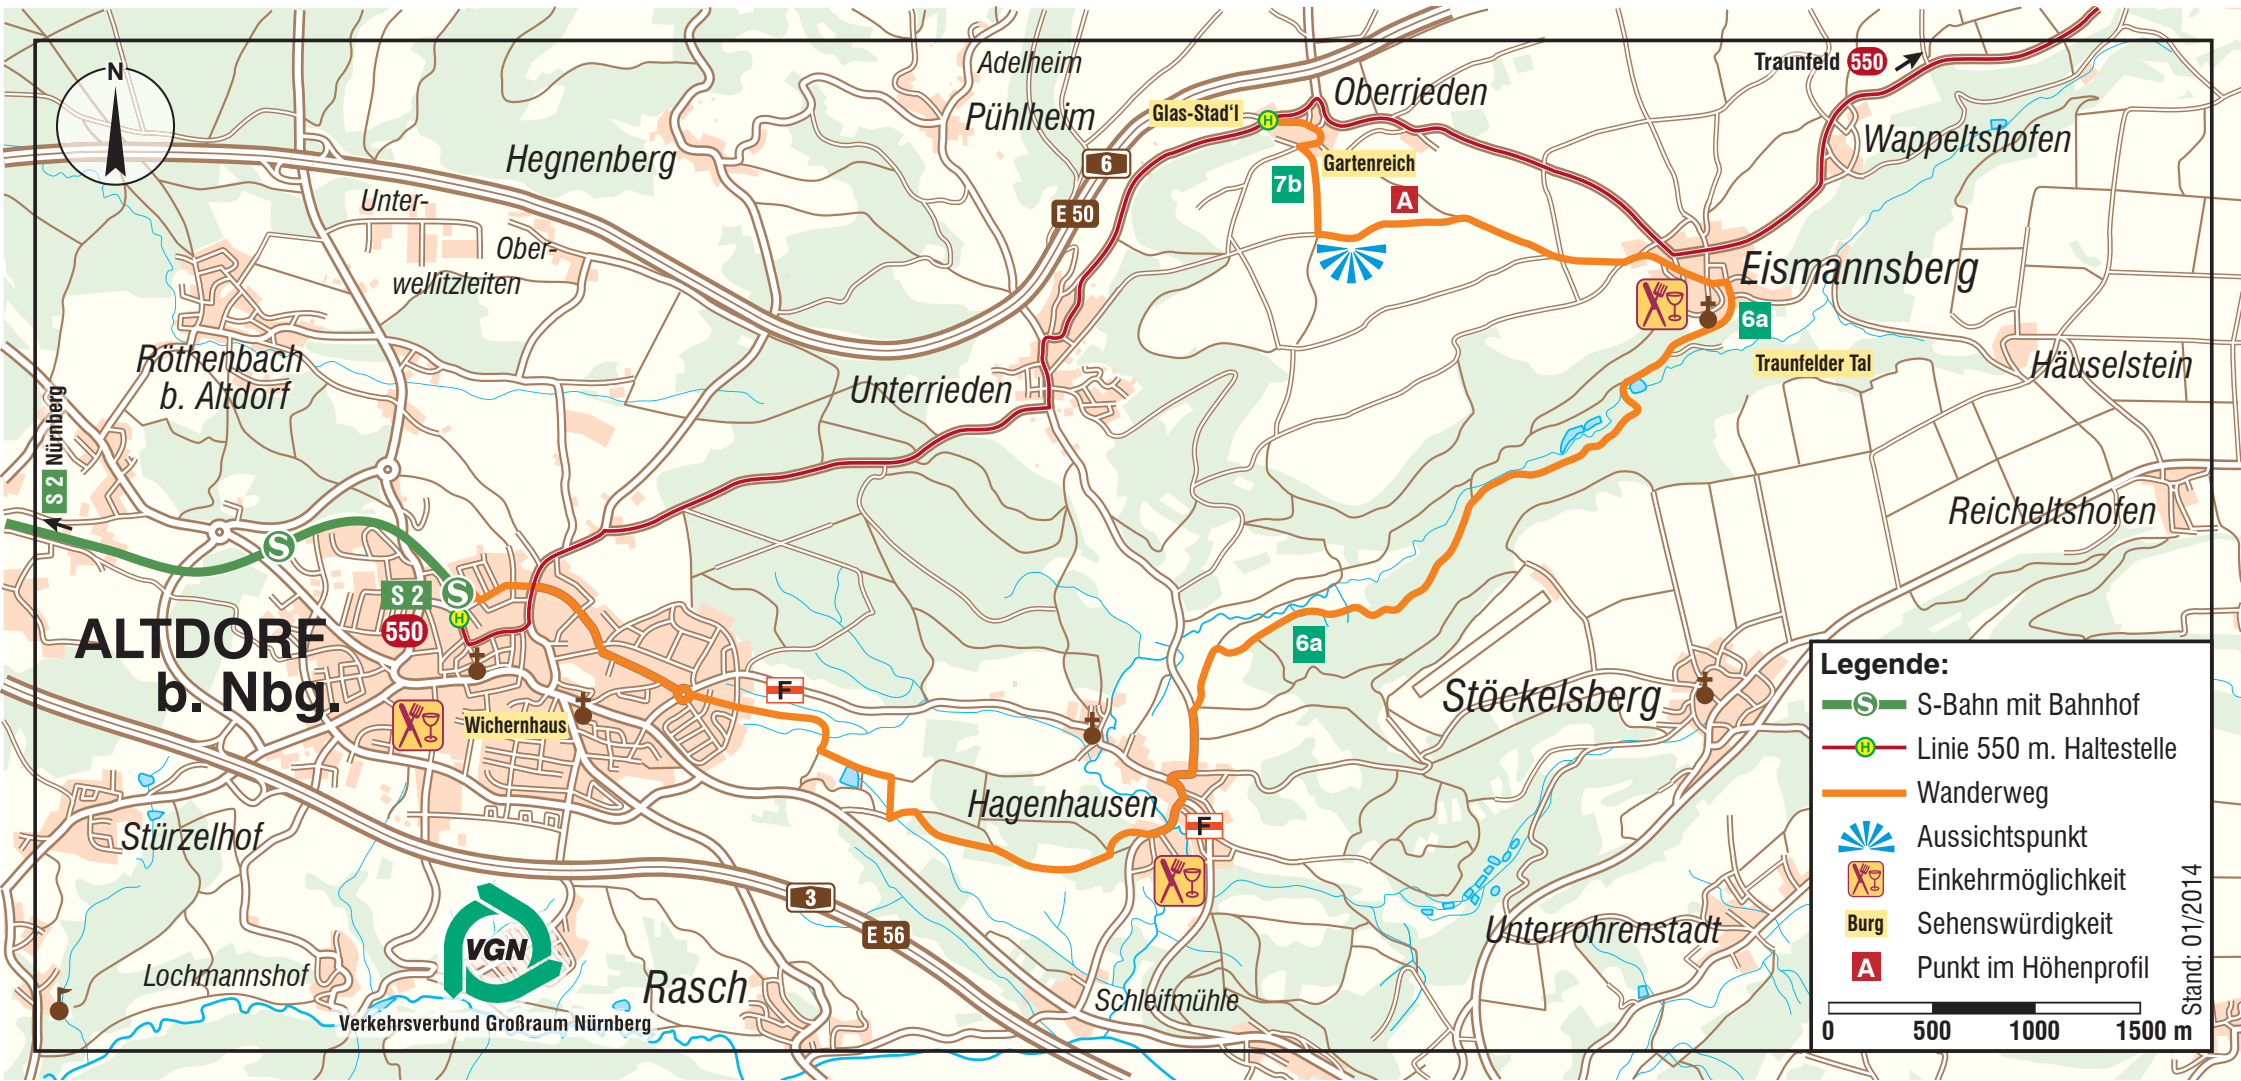 N
Adelheim
Pühlheim
Oberrieden
Glas-Stad'l
H
Traunfeld 550
Wappeltshofen
Hegnenberg
6
E 50
Gartenreich
7b
A
Unter-
Ober-
wellitzleiten
Eismannsberg
6a
Traunfelder Tal
Häuselstein
Röthenbach
b. Altdorf
Unterrieden
S 2 Nürnberg
Reicheltshofen
S
S 2
S
H
550
ALTDORF
b. Nbg.
Wichernhaus
F
6a
Stöckelsberg
Hagenhausen
F
Stürzelhof
3
E 56
Unterrohrenstadt
Lochmannshof
VGN
Verkehrsverbund Großraum Nürnberg
Rasch
Schleifmühle
Legende:
S S-Bahn mit Bahnhof
H Linie 550 m. Haltestelle
Wanderweg
Aussichtspunkt
Einkehrmöglichkeit
Burg Sehenswürdigkeit
A Punkt im Höhenprofil
0 500 1000 1500 m
Stand: 01/2014